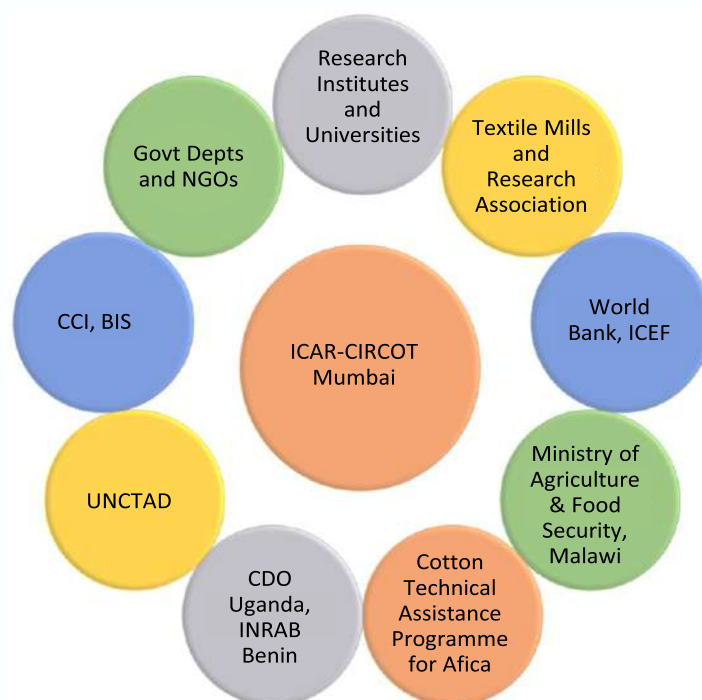 Research
Institutes
and
Universities
Textile Mills
and
Research
Association
World
Bank, ICEF
Ministry of
Agriculture
& Food
Security,
Malawi
Cotton
Technical
Assistance
Programme
for Afica
CDO
Uganda,
INRAB
Benin
UNCTAD
CCI, BIS
Govt Depts
and NGOs
ICAR-CIRCOT
Mumbai